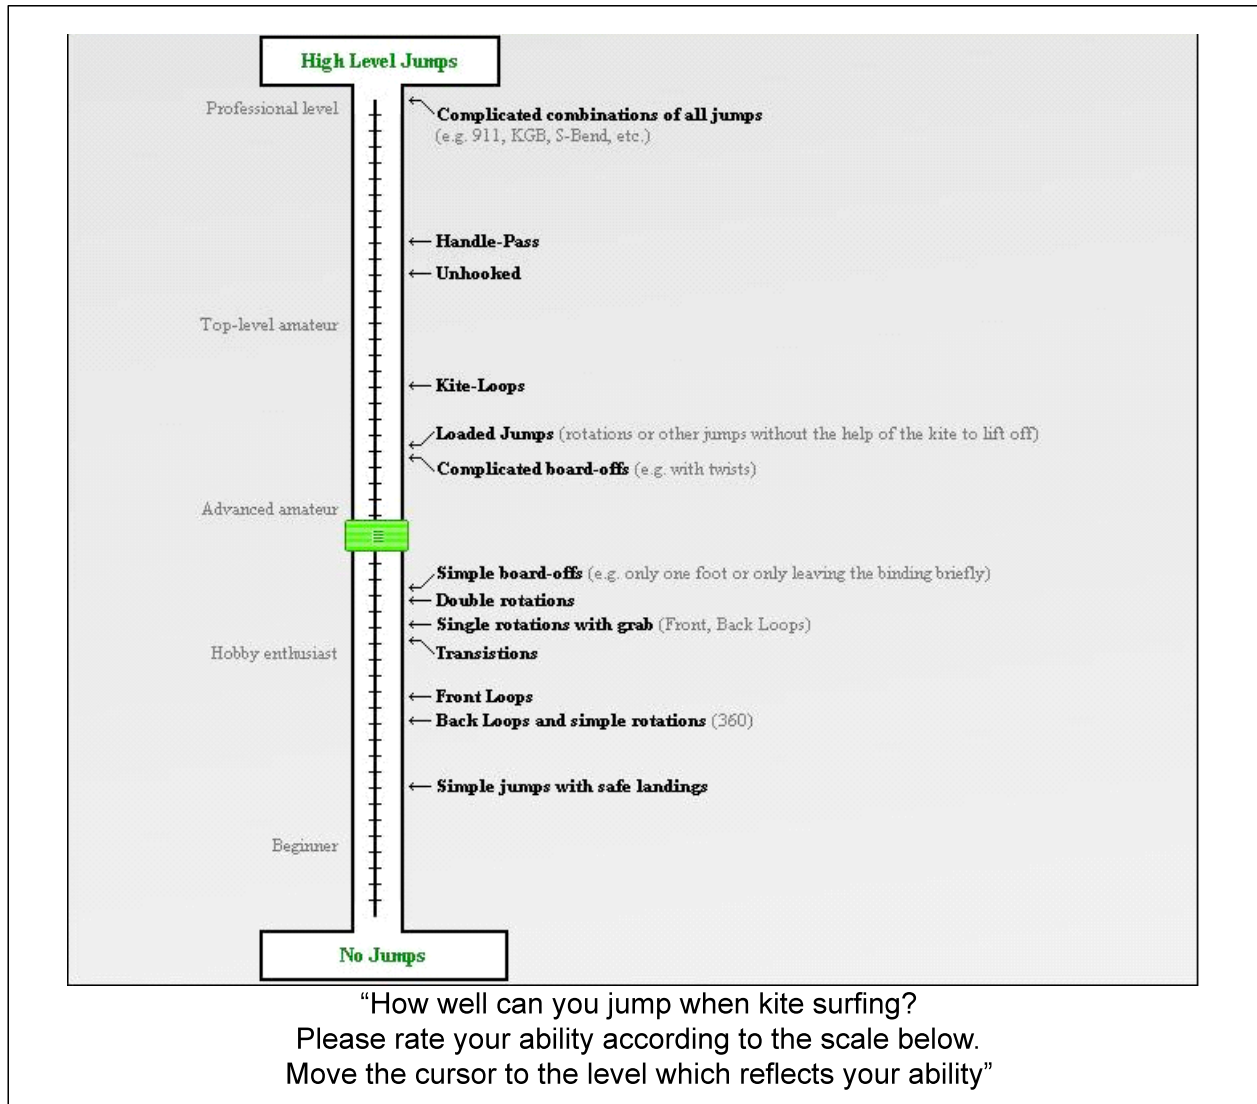 High Level Jumps
Professional level
Complicated combinations of all jumps
(e.g. 911, KGB, S-Bend, etc.)
Handle-Pass
Unhooked
Top-level amateur
Kite-Loops
Loaded Jumps (rotations or other jumps without the help of the kite to lift off)
Complicated board-offs (e.g. with twists)
Advanced amateur
Simple board-offs (e.g. only one foot or only leaving the binding briefly)
Double rotations
Single rotations with grab (Front, Back Loops)
Hobby enthusiast
Transistions
Front Loops
Back Loops and simple rotations (360)
Simple jumps with safe landings
Beginner
No Jumps
“How well can you jump when kite surfing?
Please rate your ability according to the scale below.
Move the cursor to the level which reflects your ability”